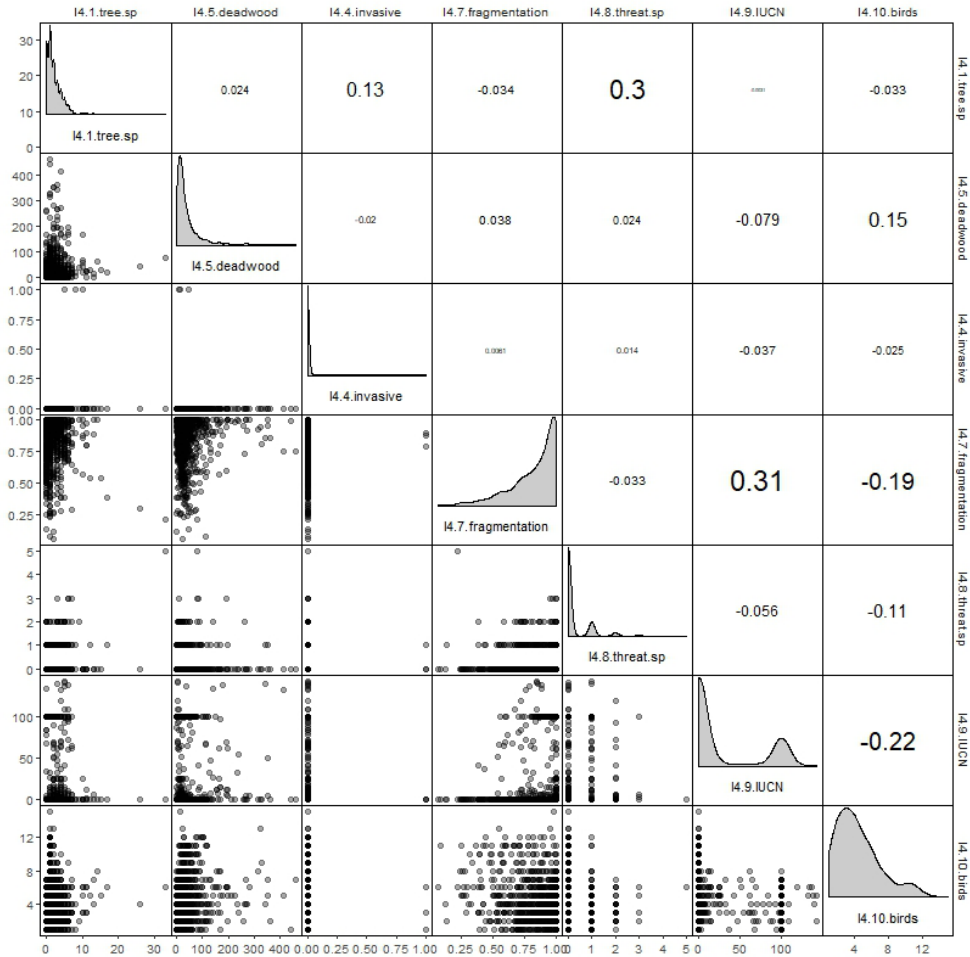 I4.1.tree.sp I4.5.deadwood I4.4.invasive I4.7.fragmentation I4.8.threat.sp I4.9.IUCN I4.10.birds
30
20
10
0
I4.1.tree.sp
0.024 0.13 -0.034 0.3 -0.033
I4.1.tree.sp
400
300
200
100
0
I4.5.deadwood
-0.02 0.038 0.024 -0.079 0.15
I4.5.deadwood
1.00
0.75
0.50
0.25
0.00
I4.4.invasive
0.0061 0.014 -0.037 -0.025
I4.4.invasive
1.00
0.75
0.50
0.25
I4.7.fragmentation
-0.033 0.31 -0.19
I4.7.fragmentation
5
4
3
2
1
0
I4.8.threat.sp
-0.056 -0.11
I4.8.threat.sp
100
50
0
I4.9.IUCN
-0.22
I4.9.IUCN
12
8
4
I4.10.birds
I4.10.birds
0 10 20 30 0 100 200 300 400 0.00 0.25 0.50 0.75 1.00 0.25 0.50 0.75 1.00 0 1 2 3 4 5 0 50 100 4 8 12